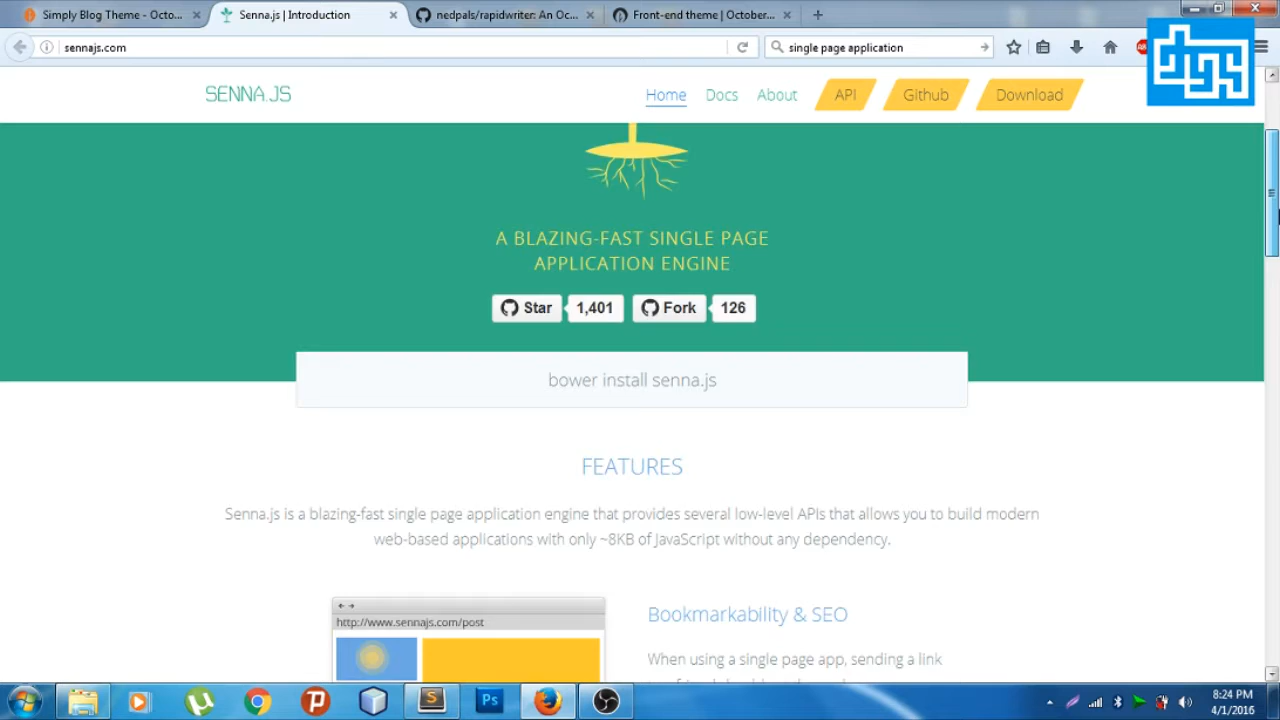 Simply Blog Theme - Octo...
Senna.js | Introduction
nedpals/rapidwriter: An Oc...
Front-end theme | October...
sennajs.com
single page application
dgs
SENNA.JS
Home
Docs
About
API
Github
Download
A BLAZING-FAST SINGLE PAGE
APPLICATION ENGINE
Star
1,401
Fork
126
bower install senna.js
FEATURES
Senna.js is a blazing-fast single page application engine that provides several low-level APIs that allows you to build modern
web-based applications with only ~8KB of JavaScript without any dependency.
http://www.sennajs.com/post
Bookmarkability & SEO
When using a single page app, sending a link
Ps
8:24 PM
4/1/2016